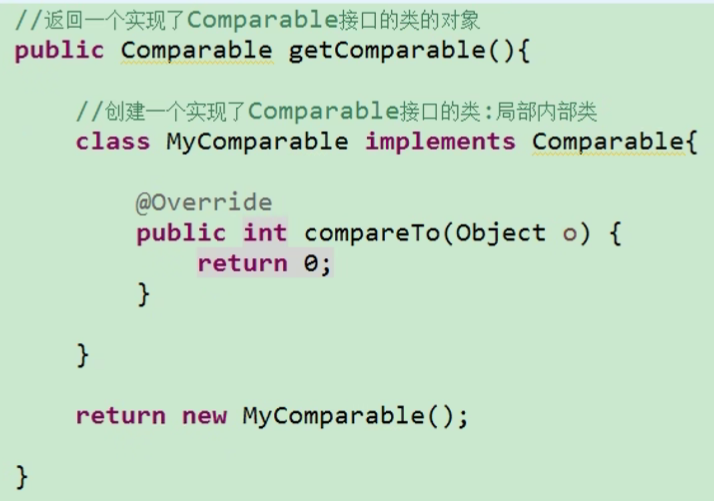 //返回一个实现了Comparable接口的类的对象
public Comparable getComparable(){
//创建一个实现了Comparable接口的类:局部内部类
class MyComparable implements Comparable{
@Override
public int compareTo(Object o) {
return 0;
}
}
return new MyComparable();
}